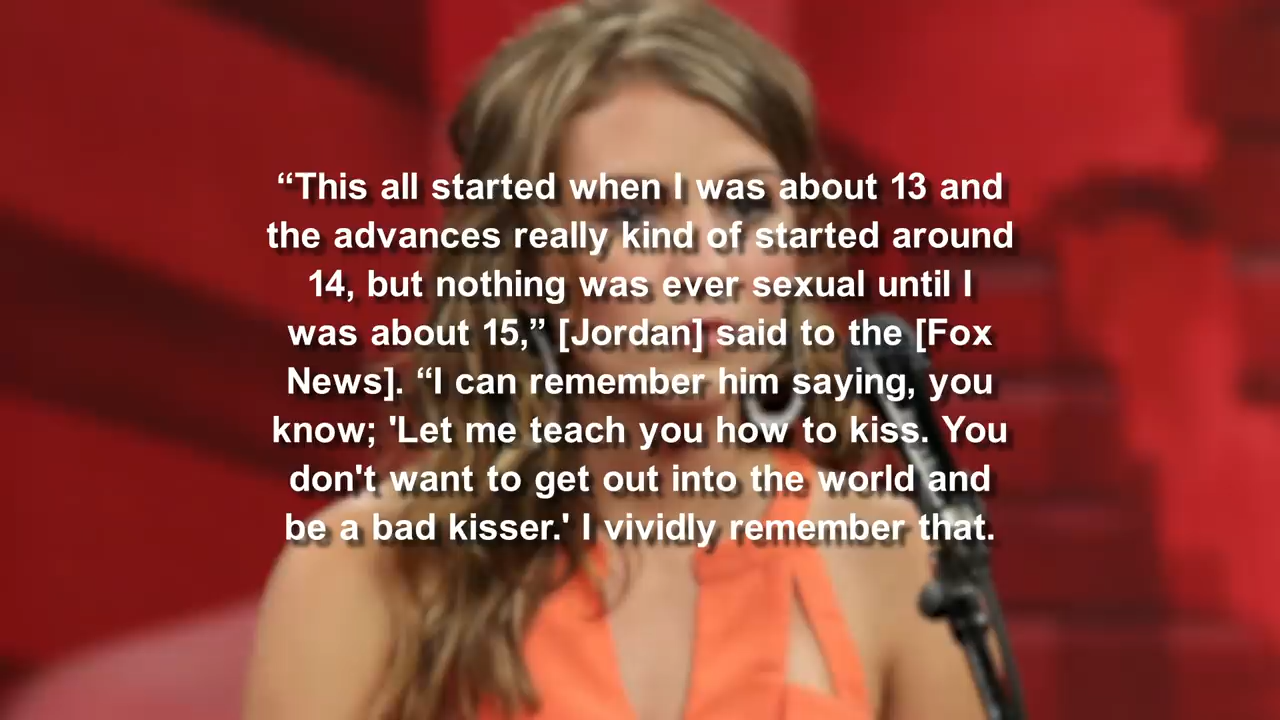 “This all started when I was about 13 and
the advances really kind of started around
14, but nothing was ever sexual until I
was about 15,” [Jordan] said to the [Fox
News]. “I can remember him saying, you
know; 'Let me teach you how to kiss. You
don't want to get out into the world and
be a bad kisser.' I vividly remember that.